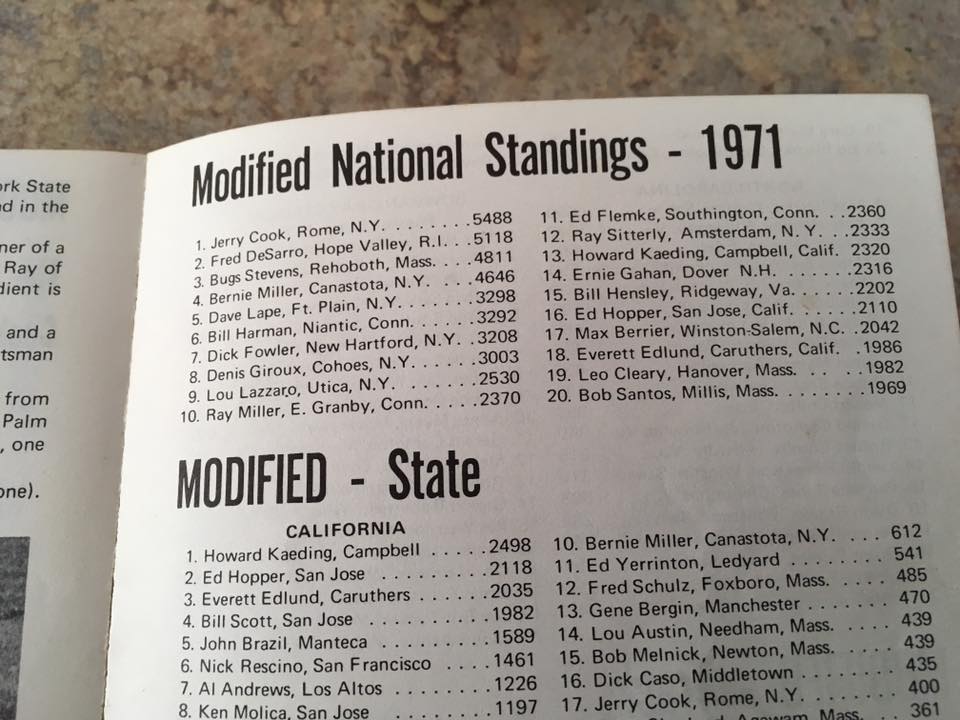 ork State
d in the
ner of a
Ray of
dient is
and a
tsman
from
Palm
, one
one).
Modified National Standings - 1971
1. Jerry Cook, Rome, N.Y. . . . . . . . .5488
2. Fred DeSarro, Hope Valley, R.I. . .5118
3. Bugs Stevens, Rehoboth, Mass. . . . .4811
4. Bernie Miller, Canastota, N.Y. . . . .4646
5. Dave Lape, Ft. Plain, N.Y. . . . . . . .3298
6. Bill Harman, Niantic, Conn. . . . . . .3292
7. Dick Fowler, New Hartford, N.Y. . .3208
8. Denis Giroux, Cohoes, N.Y. . . . . . .3003
9. Lou Lazzaro, Utica, N.Y. . . . . . . . .2530
10. Ray Miller, E. Granby, Conn. . . . . .2370
11. Ed Flemke, Southington, Conn. . .2360
12. Ray Sitterly, Amsterdam, N. Y. . . .2333
13. Howard Kaeding, Campbell, Calif. 2320
14. Ernie Gahan, Dover N.H. . . . . . . .2316
15. Bill Hensley, Ridgeway, Va. . . . . . .2202
16. Ed Hopper, San Jose, Calif. . . . . . .2110
17. Max Berrier, Winston-Salem, N.C. .2042
18. Everett Edlund, Caruthers, Calif. .1986
19. Leo Cleary, Hanover, Mass. . . . . .1982
20. Bob Santos, Millis, Mass. . . . . . . . .1969
MODIFIED - State
CALIFORNIA
1. Howard Kaeding, Campbell . . . . .2498
2. Ed Hopper, San Jose . . . . . . . . .2118
3. Everett Edlund, Caruthers . . . . . .2035
4. Bill Scott, San Jose . . . . . . . . . .1982
5. John Brazil, Manteca . . . . . . . . .1589
6. Nick Rescino, San Francisco . . . .1461
7. Al Andrews, Los Altos . . . . . . . .1226
8. Ken Molica, San Jose . . . . . . . . .1197
10. Bernie Miller, Canastota, N.Y. . . . 612
11. Ed Yerrinton, Ledyard . . . . . . . . 541
12. Fred Schulz, Foxboro, Mass. . . . . 485
13. Gene Bergin, Manchester . . . . . . . 470
14. Lou Austin, Needham, Mass. . . . . 439
15. Bob Melnick, Newton, Mass. . . . . 439
16. Dick Caso, Middletown . . . . . . . . 435
17. Jerry Cook, Rome, N.Y. . . . . . . . 400
Agawam, Mass. . . . . 361